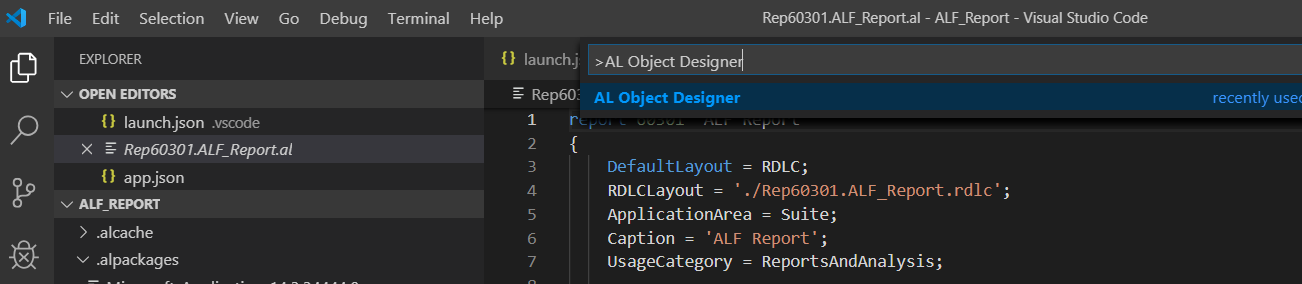 File Edit Selection View Go Run Debug Terminal Help Rep60301.ALF_Report.al - ALF_Report - Visual Studio Code
EXPLORER
OPEN EDITORS
{} launch.json .vscode
Rep60301.ALF_Report.al
{} app.json
ALF_REPORT
.alcache
.alpackages
{} launch.j
>AL Object Designer
AL Object Designer recently used
Rep603
1 report 60301 "ALF Report"
2 {
3 DefaultLayout = RDLC;
4 RDLCLayout = './Rep60301.ALF_Report.rdlc';
5 ApplicationArea = Suite;
6 Caption = 'ALF Report';
7 UsageCategory = ReportsAndAnalysis;
8